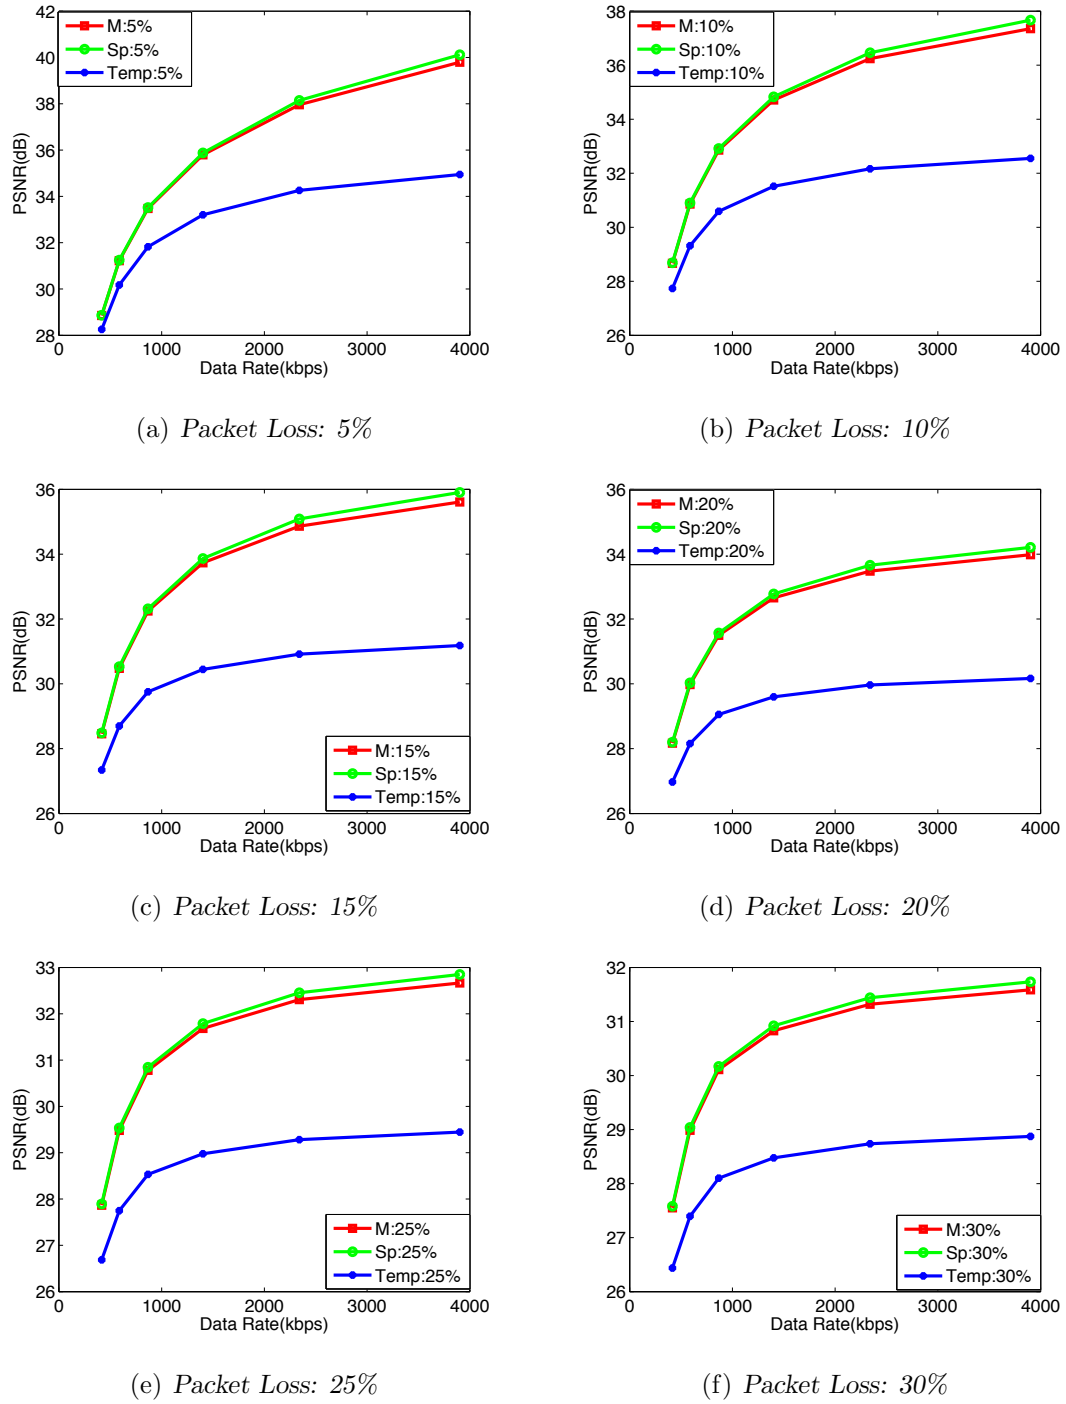 42
40
38
36
34
32
30
28
PSNR(dB)
M:5%
Sp:5%
Temp:5%
0 1000 2000 3000 4000
Data Rate(kbps)
(a) Packet Loss: 5%
38
36
34
32
30
28
26
PSNR(dB)
M:10%
Sp:10%
Temp:10%
0 1000 2000 3000 4000
Data Rate(kbps)
(b) Packet Loss: 10%
36
34
32
30
28
26
PSNR(dB)
M:15%
Sp:15%
Temp:15%
0 1000 2000 3000 4000
Data Rate(kbps)
(c) Packet Loss: 15%
36
34
32
30
28
26
PSNR(dB)
M:20%
Sp:20%
Temp:20%
0 1000 2000 3000 4000
Data Rate(kbps)
(d) Packet Loss: 20%
33
32
31
30
29
28
27
26
PSNR(dB)
M:25%
Sp:25%
Temp:25%
0 1000 2000 3000 4000
Data Rate(kbps)
(e) Packet Loss: 25%
32
31
30
29
28
27
26
PSNR(dB)
M:30%
Sp:30%
Temp:30%
0 1000 2000 3000 4000
Data Rate(kbps)
(f) Packet Loss: 30%